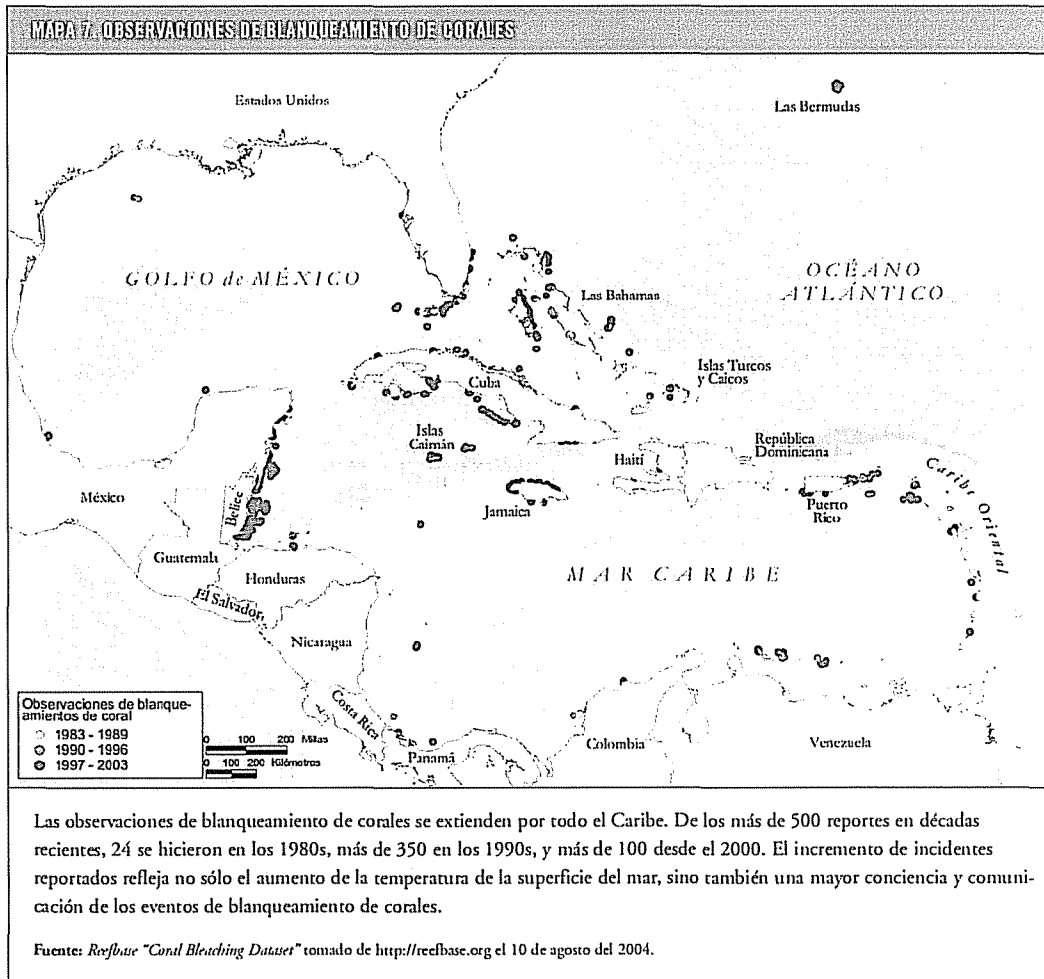 MAPA 7. OBSERVACIONES DE BLANQUEAMIENTO DE CORALES
Estados Unidos
Las Bermudas
GOLFO de MÉXICO
OCÉANO
ATLÁNTICO
Las Bahamas
Islas Turcos
y Caicos
Cuba
Islas
Caimán
República
Dominicana
Haití
Caribe Oriental
México
Belice
Jamaica
Puerto
Rico
Guatemala
Honduras
MAR CARIBE
El Salvador
Nicaragua
Costa Rica
Panamá
Colombia
Venezuela
Observaciones de blanque-
amientos de coral
1983 - 1989
1990 - 1996
1997 - 2003
0 100 200 Millas
0 100 200 Kilómetros
Las observaciones de blanqueamiento de corales se extienden por todo el Caribe. De los más de 500 reportes en décadas
recientes, 24 se hicieron en los 1980s, más de 350 en los 1990s, y más de 100 desde el 2000. El incremento de incidentes
reportados refleja no sólo el aumento de la temperatura de la superficie del mar, sino también una mayor conciencia y comuni-
cación de los eventos de blanqueamiento de corales.
Fuente: Reefbase "Coral Bleaching Dataset" tomado de http://reefbase.org el 10 de agosto del 2004.